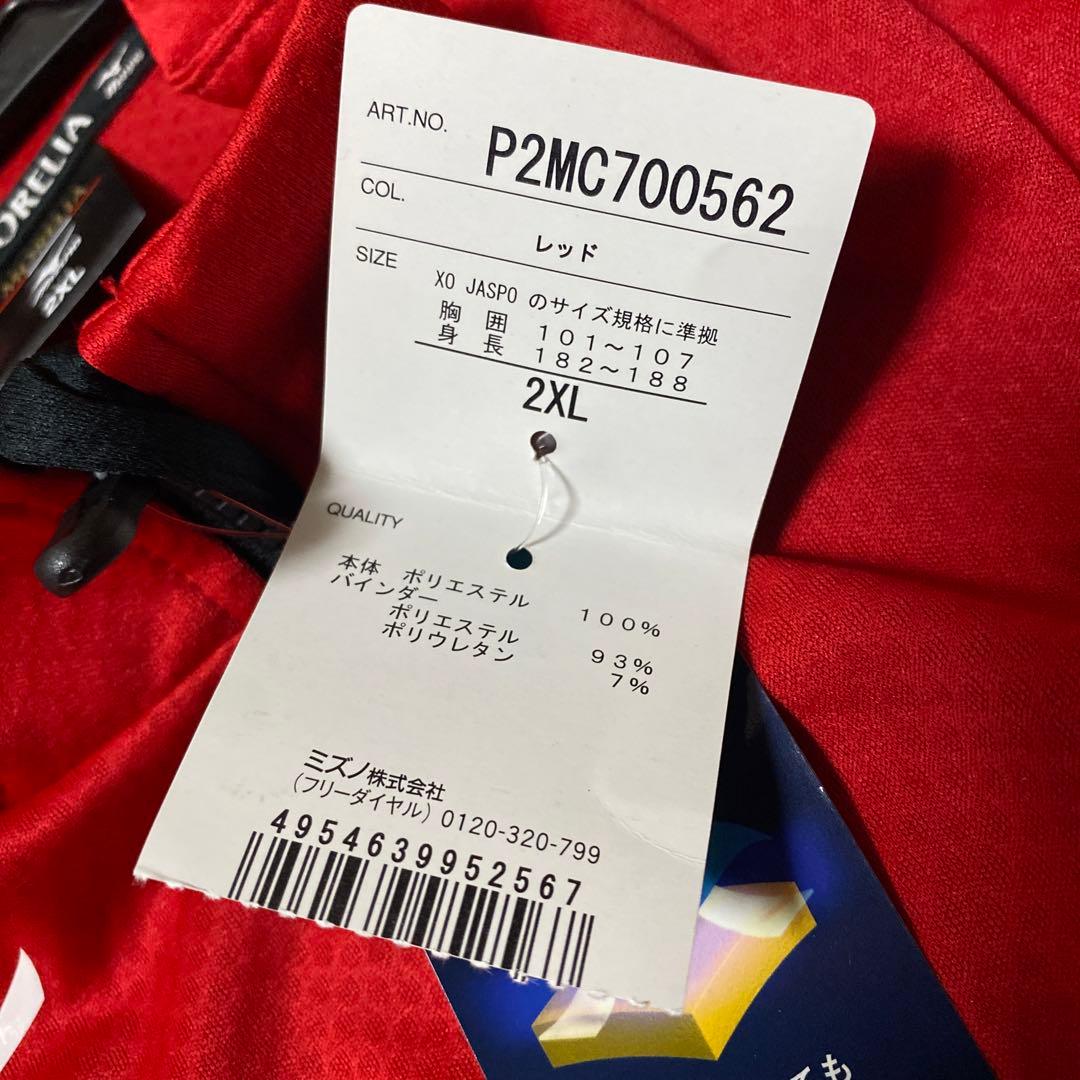 ART.NO.
P2MC700562
COL.
レッド
SIZE
XO JASPO のサイズ規格に準拠
胸 囲 101～107
身 長 182～188
2XL
QUALITY
本体 ポリエステル 100%
バインダー
ポリエステル 93%
ポリウレタン 7%
ミズノ株式会社
(フリーダイヤル) 0120-320-799
4954639952567
ORELIA
2XL
ても